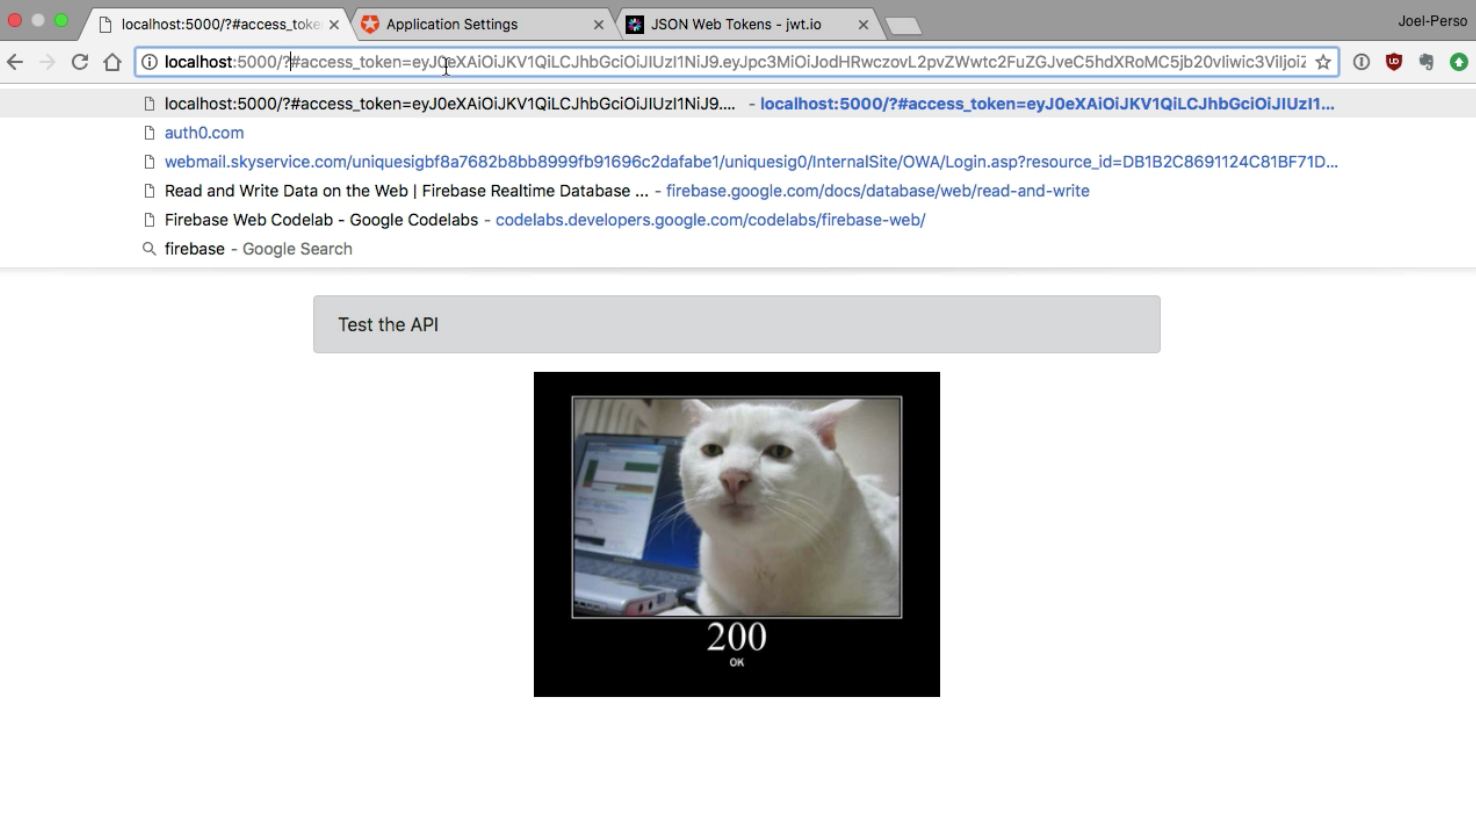 localhost:5000/?#access_toke
Application Settings
JSON Web Tokens - jwt.io
Joel-Perso
localhost:5000/?#access_token=eyJ0eXAiOiJKV1QiLCJhbGciOiJIUzI1NiJ9.eyJpc3MiOiJodHRwczovL2pvZWwtc2FuZGJveC5hdXRoMC5jb20vIiwic3ViIjoiZ
localhost:5000/?#access_token=eyJ0eXAiOiJKV1QiLCJhbGciOiJIUzI1NiJ9.... - localhost:5000/?#access_token=eyJ0eXAiOiJKV1QiLCJhbGciOiJIUzI1...
auth0.com
webmail.skyservice.com/uniquesigbf8a7682b8bb8999fb91696c2dafabe1/uniquesig0/InternalSite/OWA/Login.asp?resource_id=DB1B2C8691124C81BF71D...
Read and Write Data on the Web | Firebase Realtime Database ... - firebase.google.com/docs/database/web/read-and-write
Firebase Web Codelab - Google Codelabs - codelabs.developers.google.com/codelabs/firebase-web/
firebase - Google Search
Test the API
200
OK